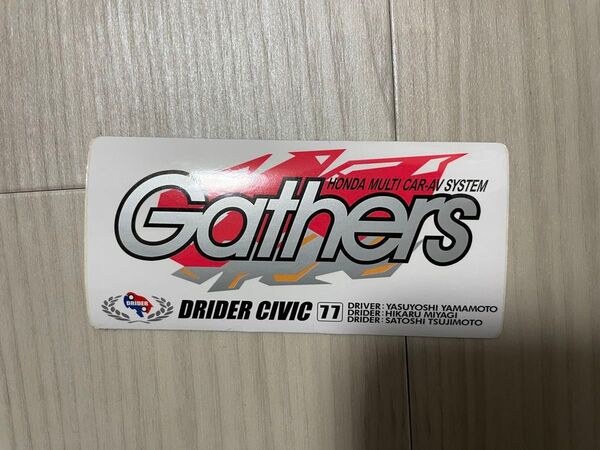 HONDA MULTI CAR-AV SYSTEM
Gathers
DRIDER
DRIDER CIVIC 77
DRIVER:YASUYOSHI YAMAMOTO
DRIDER:HIKARU MIYAGI
DRIDER:SATOSHI TSUJIMOTO